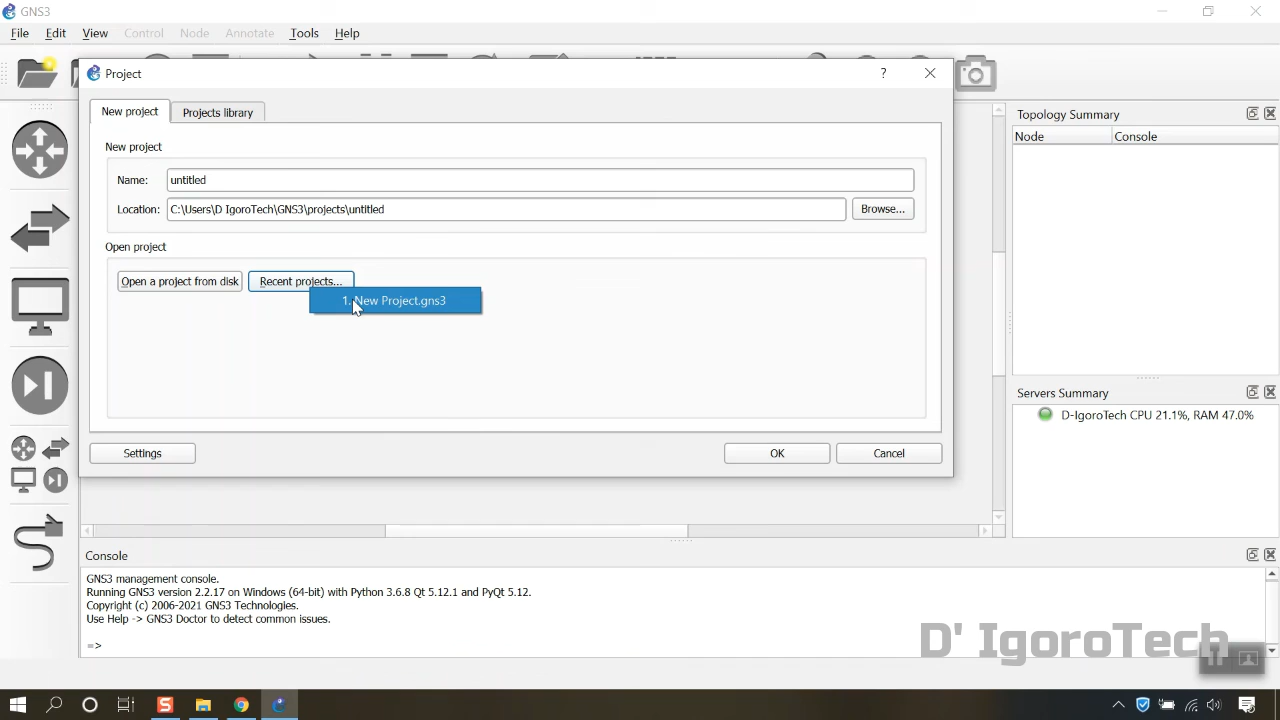 GNS3
File Edit View Control Node Annotate Tools Help
Project ?
New project Projects library
New project
Name: untitled
Location: C:\Users\D IgoroTech\GNS3\projects\untitled Browse...
Open project
Open a project from disk Recent projects...
1. New Project.gns3
Settings OK Cancel
Topology Summary
Node Console
Servers Summary
D-IgoroTech CPU 21.1%, RAM 47.0%
Console
GNS3 management console.
Running GNS3 version 2.2.17 on Windows (64-bit) with Python 3.6.8 Qt 5.12.1 and PyQt 5.12.
Copyright (c) 2006-2021 GNS3 Technologies.
Use Help -> GNS3 Doctor to detect common issues.
=>
D' IgoroTech